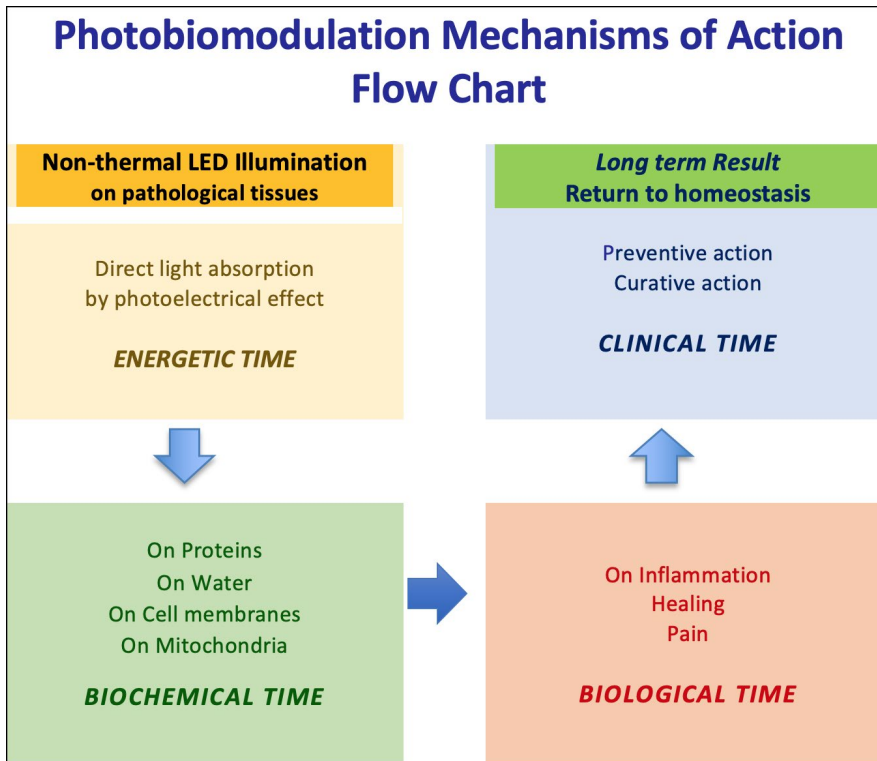 Photobiomodulation Mechanisms of Action
Flow Chart
Non-thermal LED Illumination
on pathological tissues
Direct light absorption
by photoelectrical effect
ENERGETIC TIME
On Proteins
On Water
On Cell membranes
On Mitochondria
BIOCHEMICAL TIME
On Inflammation
Healing
Pain
BIOLOGICAL TIME
Long term Result
Return to homeostasis
Preventive action
Curative action
CLINICAL TIME